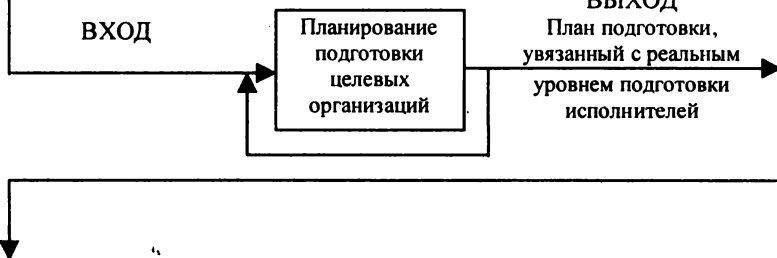 ВХОД
Планирование
подготовки
целевых
организаций
ВЫХОД
План подготовки,
увязанный с реальным
уровнем подготовки
исполнителей